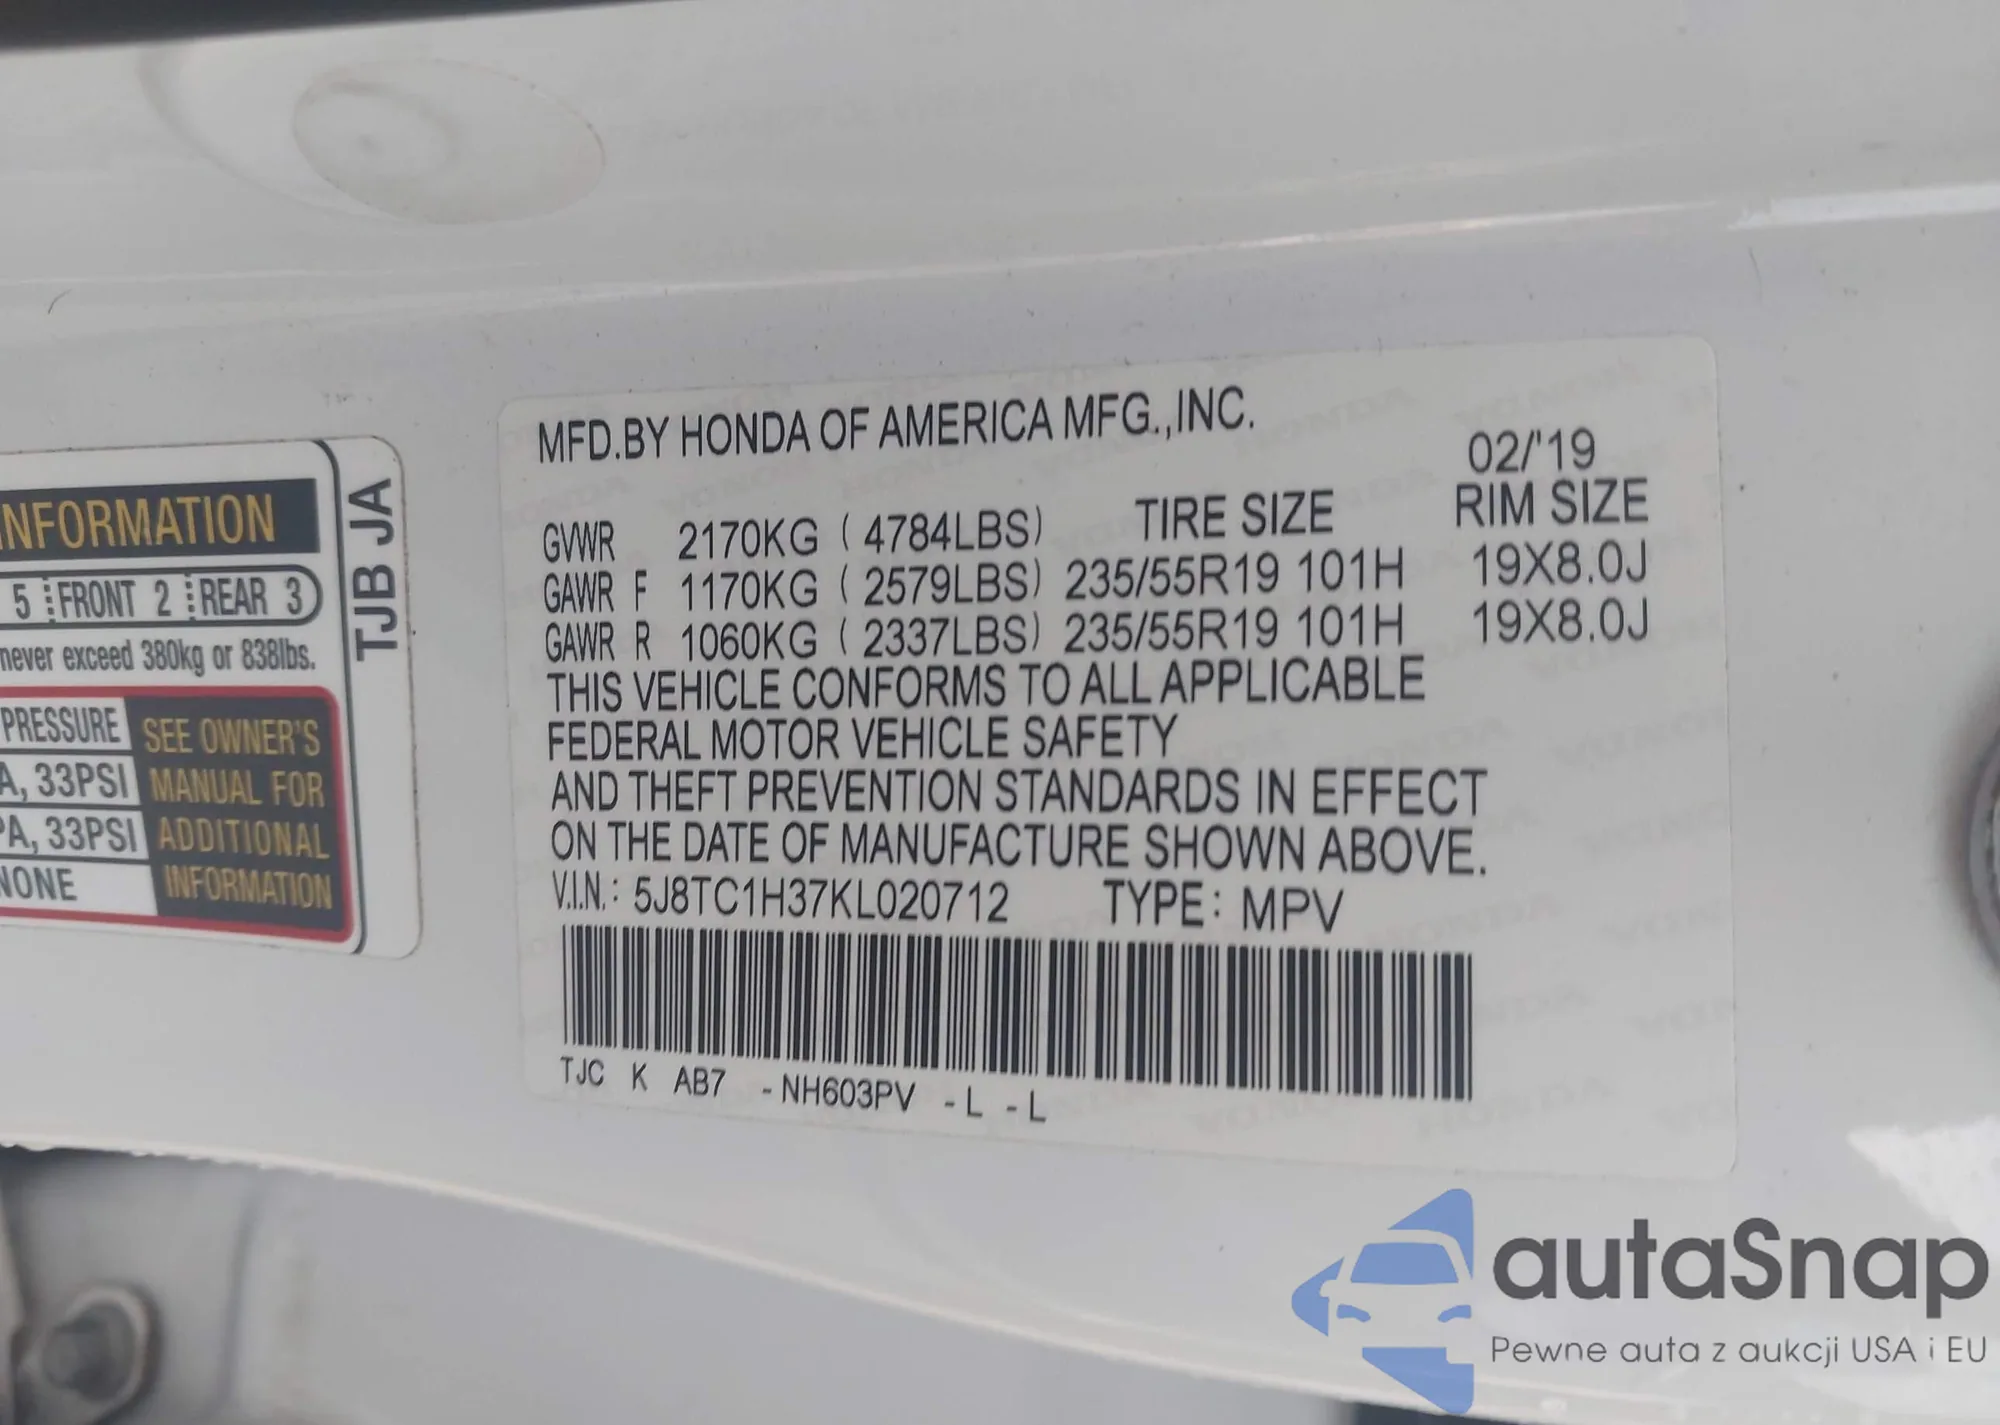 INFORMATION
5 FRONT 2 REAR 3
never exceed 380kg or 838lbs.
PRESSURE
A, 33PSI
PA, 33PSI
NONE
SEE OWNER'S
MANUAL FOR
ADDITIONAL
INFORMATION
TJB JA
MFD.BY HONDA OF AMERICA MFG.,INC.
02/'19
GVWR 2170KG ( 4784LBS) TIRE SIZE RIM SIZE
GAWR F 1170KG ( 2579LBS) 235/55R19 101H 19X8.0J
GAWR R 1060KG ( 2337LBS) 235/55R19 101H 19X8.0J
THIS VEHICLE CONFORMS TO ALL APPLICABLE
FEDERAL MOTOR VEHICLE SAFETY
AND THEFT PREVENTION STANDARDS IN EFFECT
ON THE DATE OF MANUFACTURE SHOWN ABOVE.
V.I.N.: 5J8TC1H37KL020712 TYPE: MPV
TJC K AB7 -NH603PV -L -L
autaSnap
Pewne auta z aukcji USA i EU